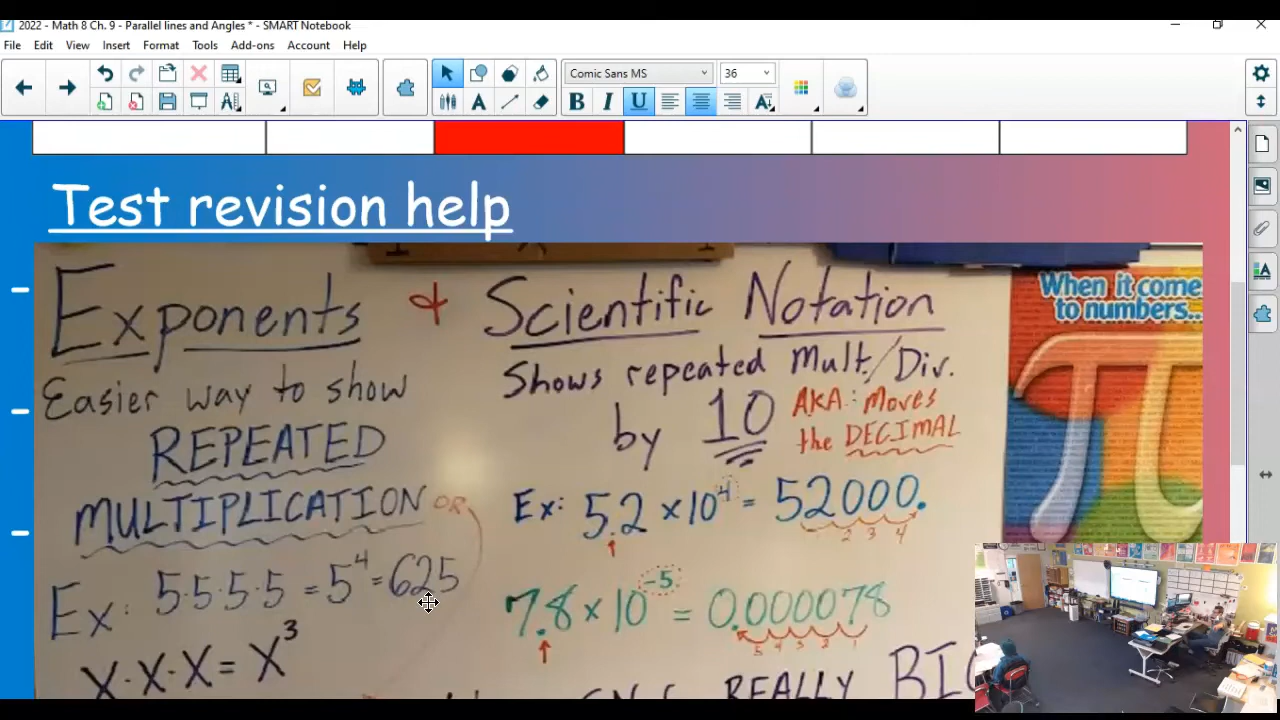 2022 - Math 8 Ch. 9 - Parallel lines and Angles * - SMART Notebook
File Edit View Insert Format Tools Add-ons Account Help
Comic Sans MS 36
B I U A
Test revision help
Exponents & Scientific Notation
Easier way to show
REPEATED
MULTIPLICATION OR
Ex: 5·5·5·5 = 5⁴ = 625
X·X·X = X³
Shows repeated Mult./Div.
by 10 AKA: Moves
the DECIMAL
Ex: 5.2 × 10⁴ = 52000.
2 3 4
7.8 × 10⁻⁵ = 0.000078
5 4 3 2 1
REALLY BIG
When it come
to numbers...